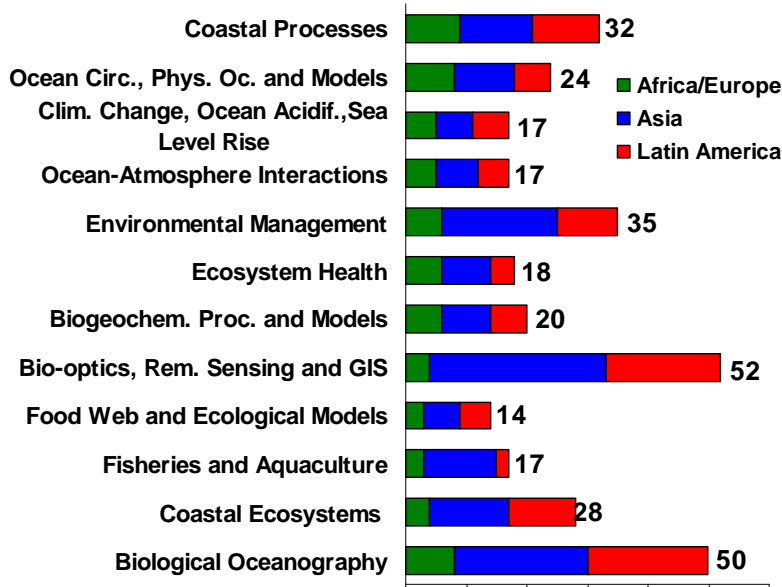 Coastal Processes
32
Ocean Circ., Phys. Oc. and Models
24
Clim. Change, Ocean Acidif.,Sea
Level Rise
17
Ocean-Atmosphere Interactions
17
Environmental Management
35
Ecosystem Health
18
Biogeochem. Proc. and Models
20
Bio-optics, Rem. Sensing and GIS
52
Food Web and Ecological Models
14
Fisheries and Aquaculture
17
Coastal Ecosystems
28
Biological Oceanography
50
Africa/Europe
Asia
Latin America